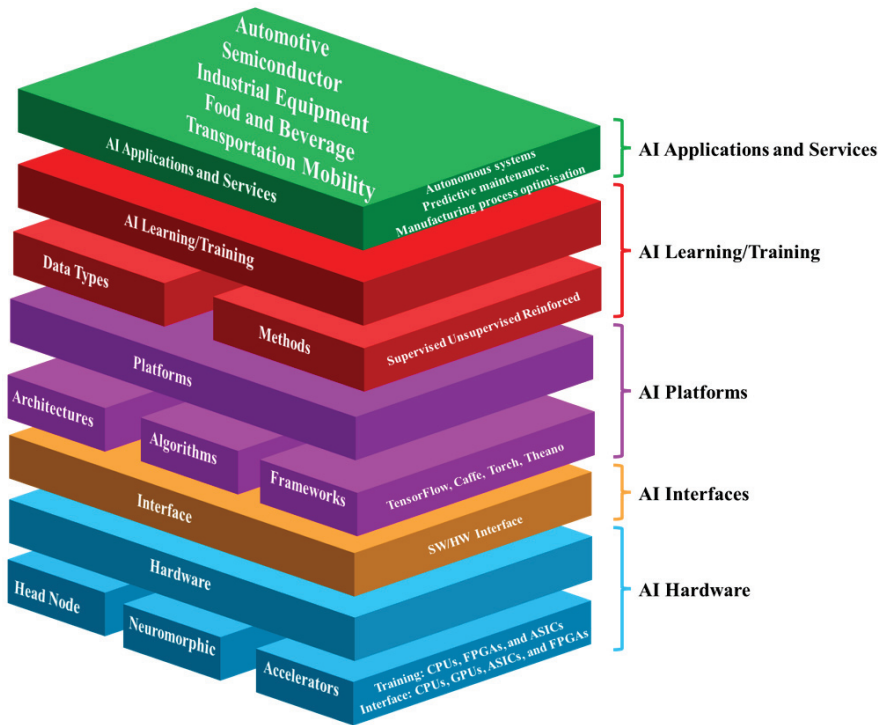 Automotive
Semiconductor
Industrial Equipment
Food and Beverage
Transportation Mobility
AI Applications and Services
Autonomous systems
Predictive maintenance,
Manufacturing process optimisation
AI Applications and Services
AI Learning/Training
AI Learning/Training
Data Types
Methods
Supervised Unsupervised Reinforced
Platforms
AI Platforms
Architectures
Algorithms
Frameworks
TensorFlow, Caffe, Torch, Theano
Interface
SW/HW Interface
AI Interfaces
Hardware
AI Hardware
Head Node
Neuromorphic
Accelerators
Training: CPUs, FPGAs, and ASICs
Interface: CPUs, GPUs, ASICs, and FPGAs